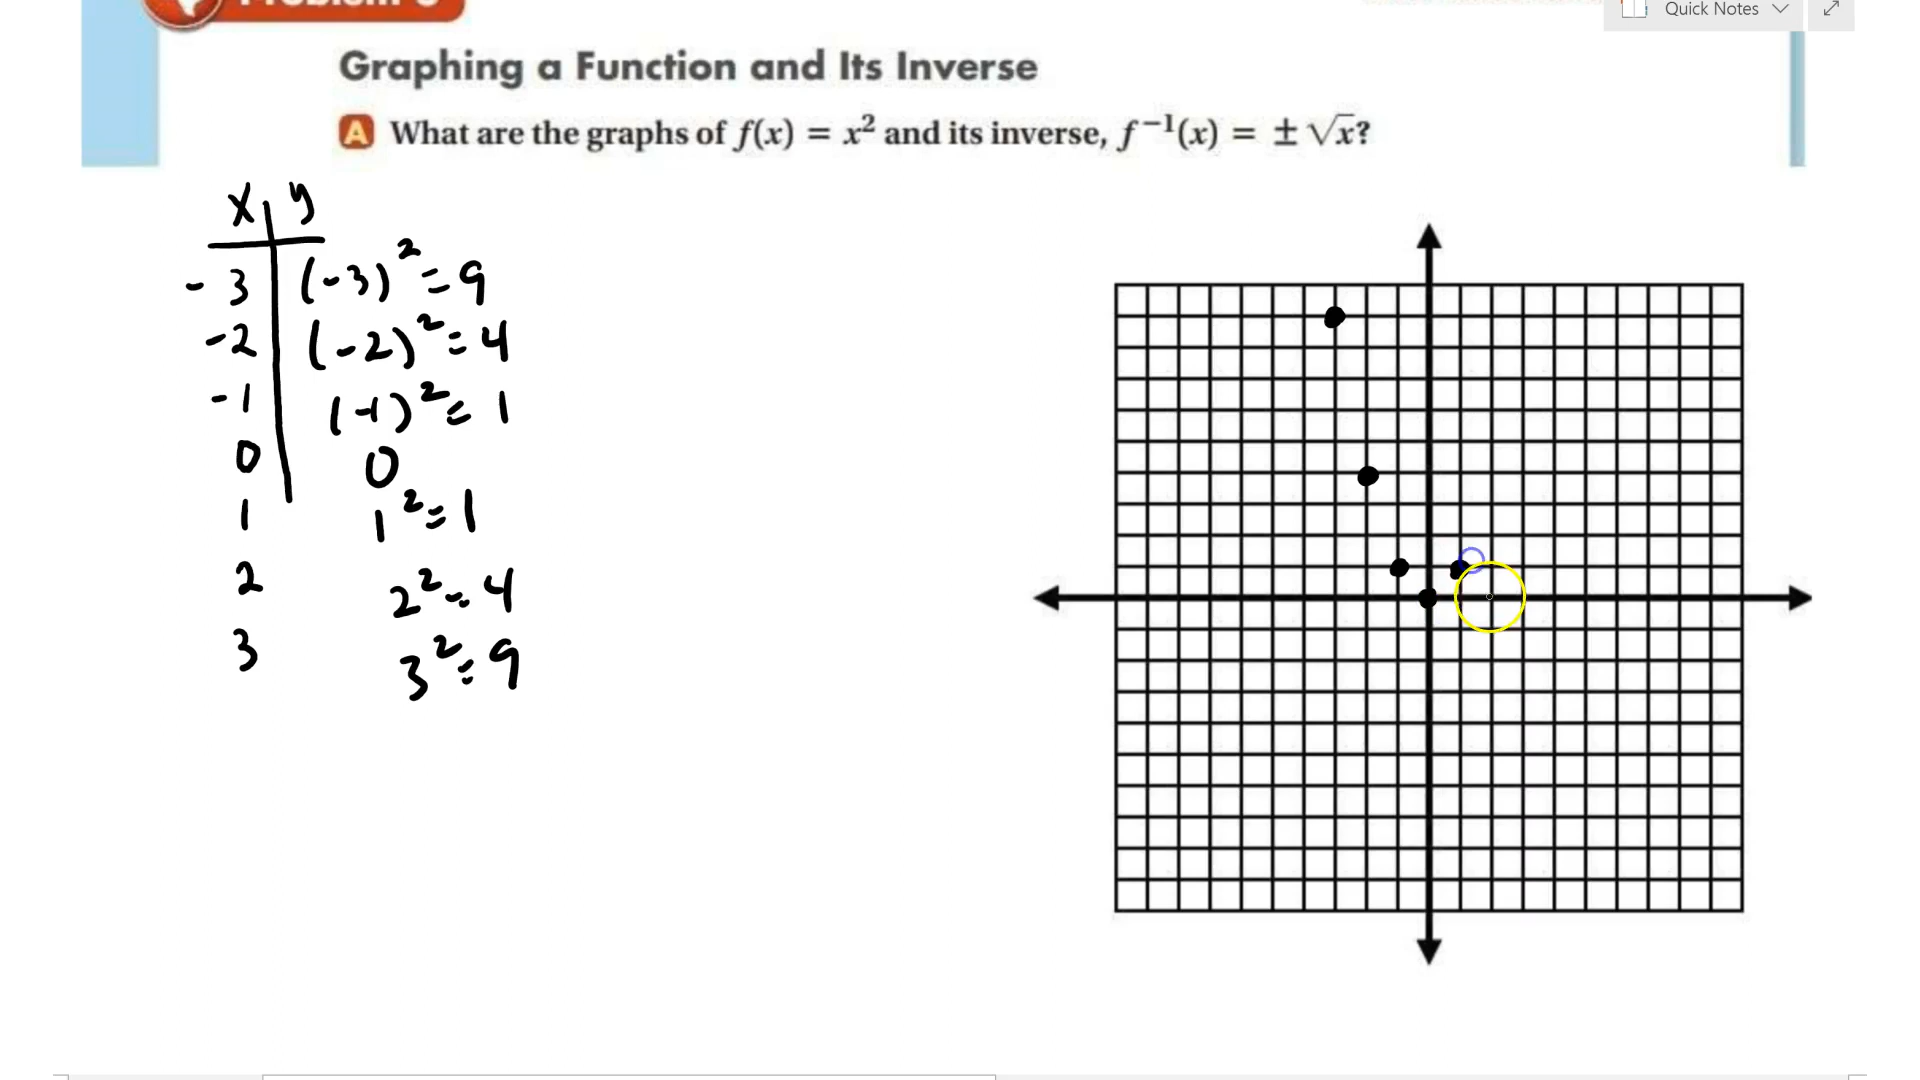 Quick Notes
Graphing a Function and Its Inverse
A What are the graphs of f(x) = x² and its inverse, f⁻¹(x) = ±√x?
x y
-3 (-3)² = 9
-2 (-2)² = 4
-1 (-1)² = 1
0 0
1 1² = 1
2 2² = 4
3 3² = 9